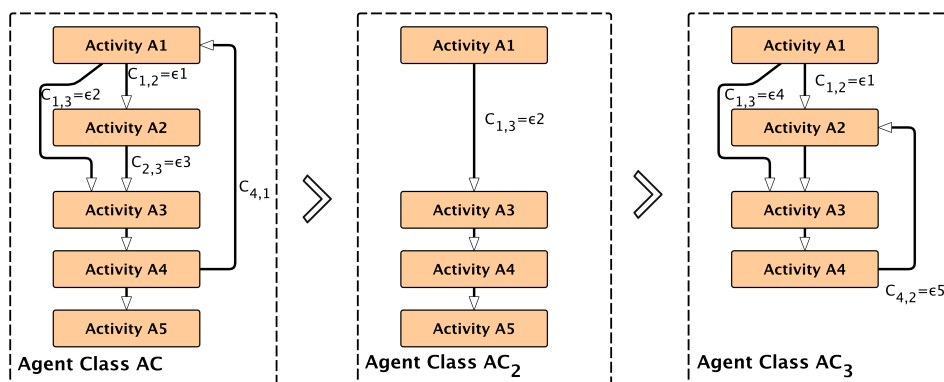 Activity A1
C1,2=ϵ1
C1,3=ϵ2
Activity A2
C2,3=ϵ3
C4,1
Activity A3
Activity A4
Activity A5
Agent Class AC
Activity A1
C1,3=ϵ2
Activity A3
Activity A4
Activity A5
Agent Class AC2
Activity A1
C1,2=ϵ1
C1,3=ϵ4
Activity A2
Activity A3
Activity A4
C4,2=ϵ5
Agent Class AC3